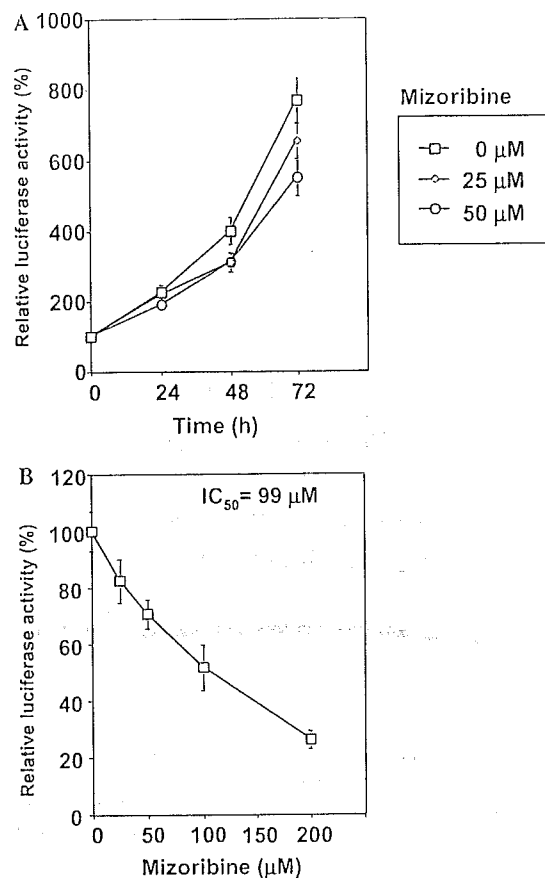 A
1000
800
600
400
200
0
Relative luciferase activity (%)
0 24 48 72
Time (h)
Mizoribine
0 μM
25 μM
50 μM
B
120
100
80
60
40
20
0
Relative luciferase activity (%)
IC50= 99 μM
0 50 100 150 200
Mizoribine (μM)